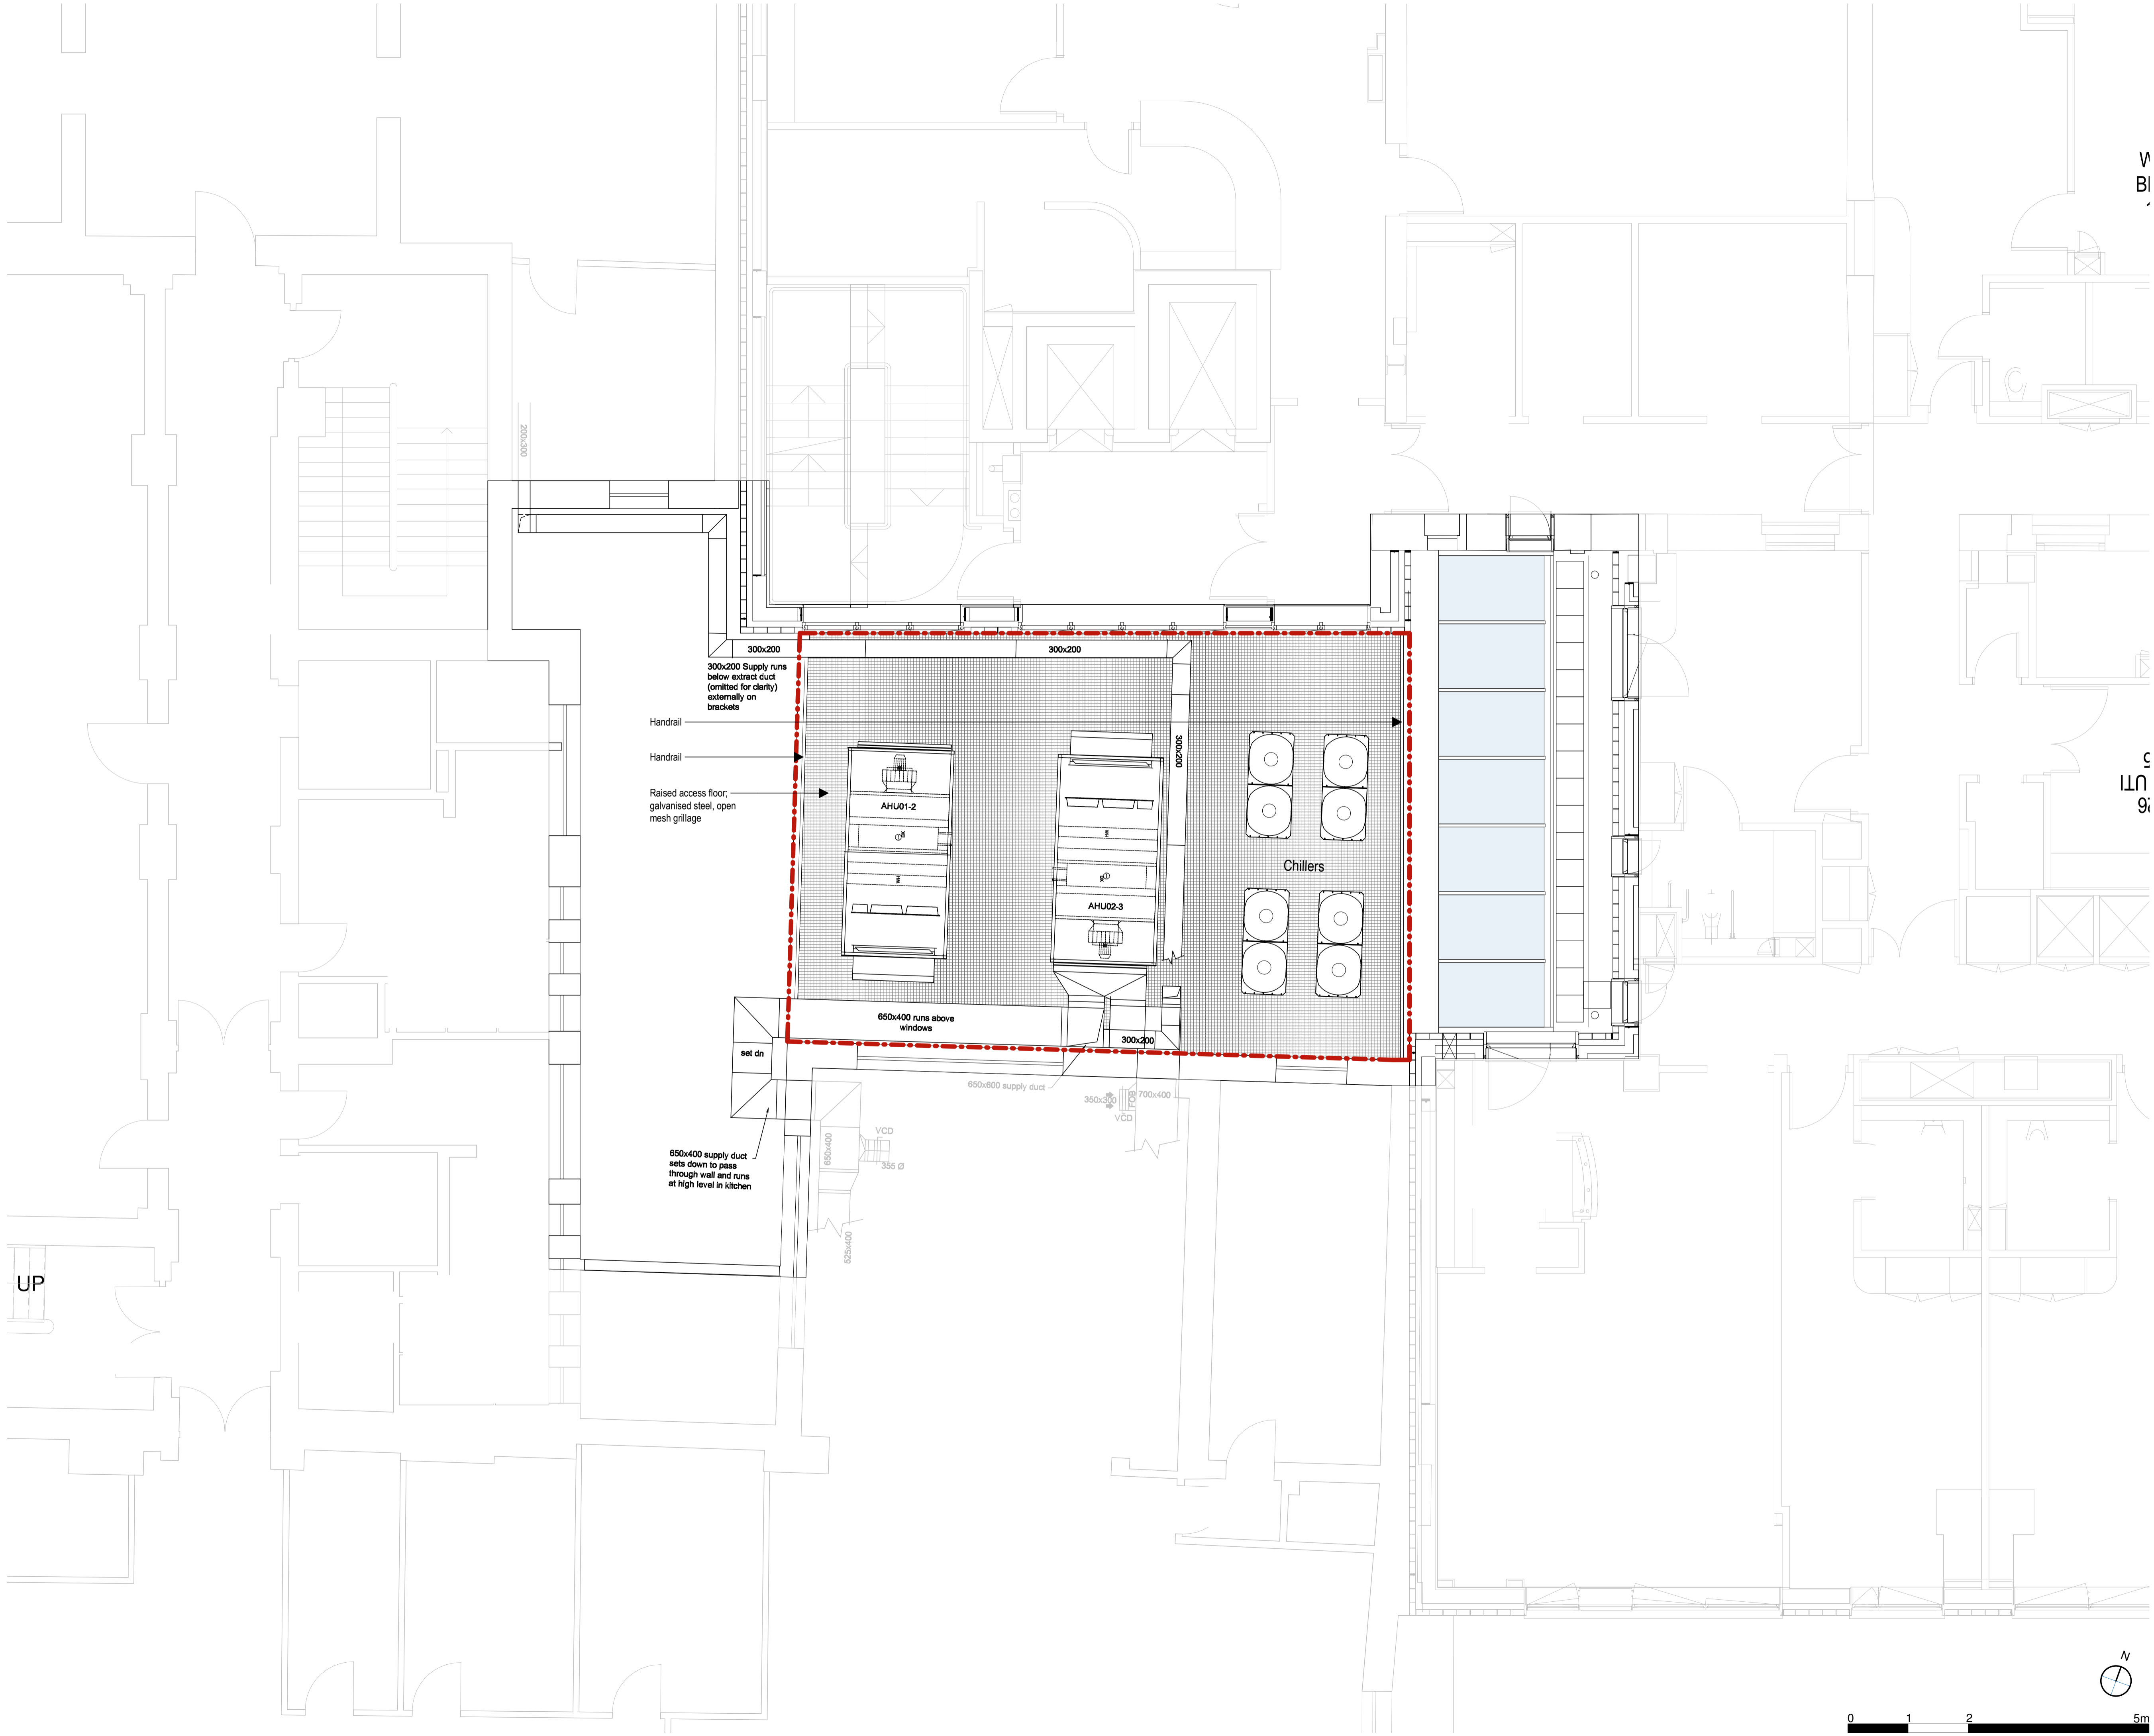 200x300
300x200
300x200
300x200 Supply runs
below extract duct
(omitted for clarity)
externally on
brackets
Handrail
Handrail
Raised access floor;
galvanised steel, open
mesh grillage
300x200
AHU01-2
AHU02-3
Chillers
650x400 runs above
windows
300x200
set dn
650x600 supply duct
350x300
FOB
700x400
VCD
650x400
VCD
355 Ø
650x400 supply duct
sets down to pass
through wall and runs
at high level in kitchen
525x400
UP
N
0 1 2 5m